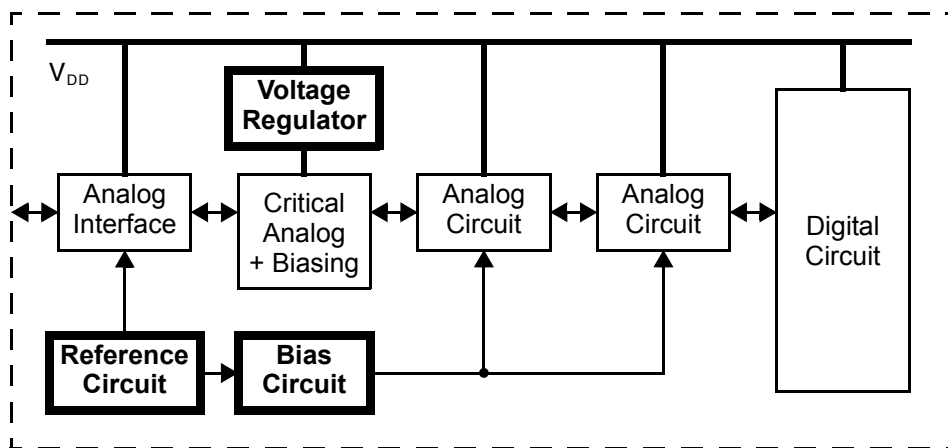 V_DD
Voltage
Regulator
Analog
Interface
Critical
Analog
+ Biasing
Analog
Circuit
Analog
Circuit
Digital
Circuit
Reference
Circuit
Bias
Circuit